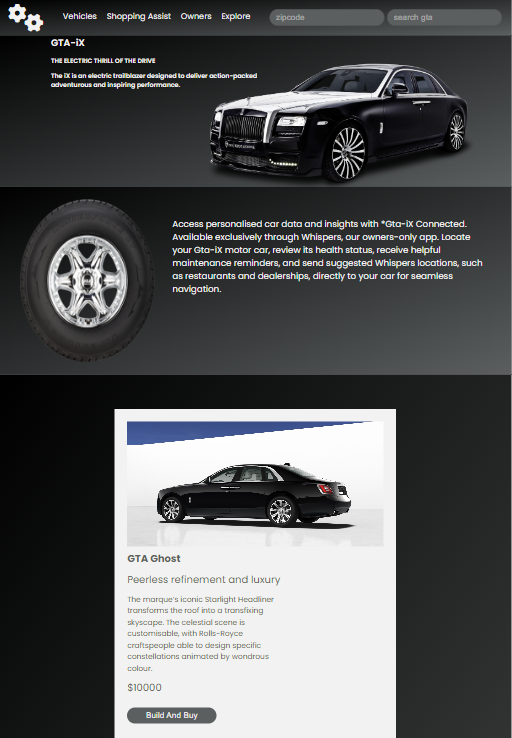 Vehicles Shopping Assist Owners Explore zipcode search gta
GTA-iX
THE ELECTRIC THRILL OF THE DRIVE
The iX is an electric trailblazer designed to deliver action-packed
adventurous and inspiring performance.
Access personalised car data and insights with *Gta-iX Connected.
Available exclusively through Whispers, our owners-only app. Locate
your Gta-iX motor car, review its health status, receive helpful
maintenance reminders, and send suggested Whispers locations, such
as restaurants and dealerships, directly to your car for seamless
navigation.
GTA Ghost
Peerless refinement and luxury
The marque's iconic Starlight Headliner
transforms the roof into a transfixing
skyscape. The celestial scene is
customisable, with Rolls-Royce
craftspeople able to design specific
constellations animated by wondrous
colour.
$10000
Build And Buy